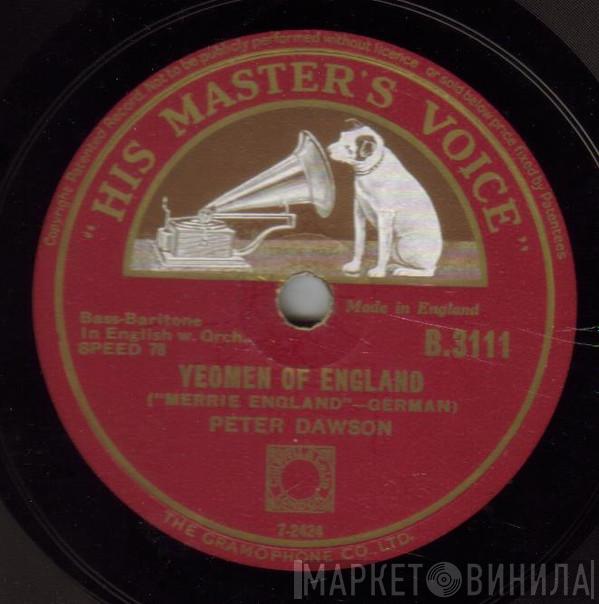 Copyright Patented Record. Not to be publicly performed without licence or sold below price fixed by Patentees
"HIS MASTER'S VOICE"
Made in England
Bass-Baritone
In English w. Orch.
SPEED 78
B.3111
YEOMEN OF ENGLAND
("MERRIE ENGLAND"—GERMAN)
PETER DAWSON
7-2424
THE GRAMOPHONE CO., LTD.
МАРКЕТ ВИНИЛА